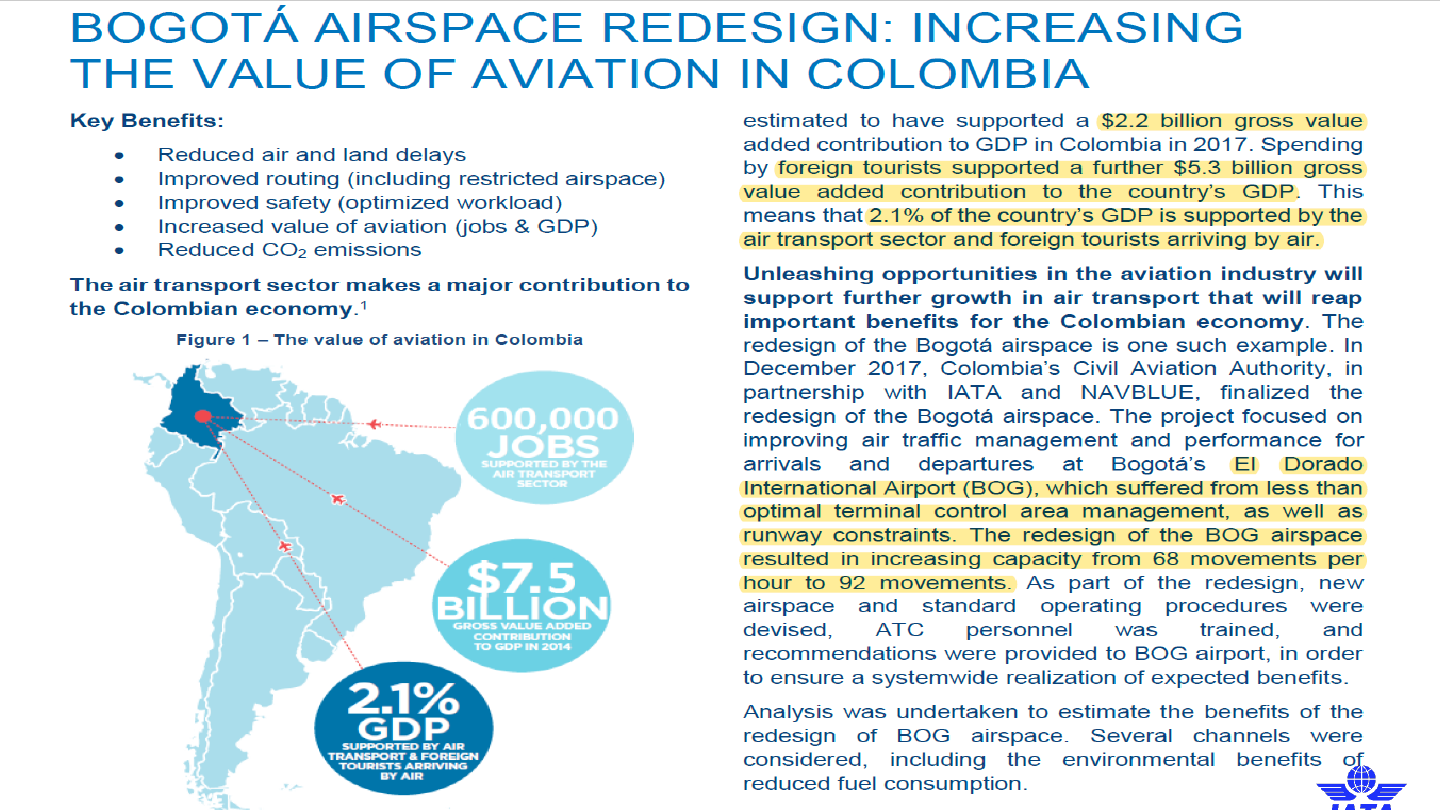 BOGOTÁ AIRSPACE REDESIGN: INCREASING
THE VALUE OF AVIATION IN COLOMBIA
Key Benefits:
• Reduced air and land delays
• Improved routing (including restricted airspace)
• Improved safety (optimized workload)
• Increased value of aviation (jobs & GDP)
• Reduced CO₂ emissions
The air transport sector makes a major contribution to
the Colombian economy.¹
Figure 1 – The value of aviation in Colombia
600,000
JOBS
SUPPORTED BY THE
AIR TRANSPORT
SECTOR
$7.5
BILLION
GROSS VALUE ADDED
CONTRIBUTION
TO GDP IN 2014
2.1%
GDP
SUPPORTED BY AIR
TRANSPORT & FOREIGN
TOURISTS ARRIVING
BY AIR
estimated to have supported a $2.2 billion gross value
added contribution to GDP in Colombia in 2017. Spending
by foreign tourists supported a further $5.3 billion gross
value added contribution to the country's GDP. This
means that 2.1% of the country's GDP is supported by the
air transport sector and foreign tourists arriving by air.
Unleashing opportunities in the aviation industry will
support further growth in air transport that will reap
important benefits for the Colombian economy. The
redesign of the Bogotá airspace is one such example. In
December 2017, Colombia's Civil Aviation Authority, in
partnership with IATA and NAVBLUE, finalized the
redesign of the Bogotá airspace. The project focused on
improving air traffic management and performance for
arrivals and departures at Bogotá's El Dorado
International Airport (BOG), which suffered from less than
optimal terminal control area management, as well as
runway constraints. The redesign of the BOG airspace
resulted in increasing capacity from 68 movements per
hour to 92 movements. As part of the redesign, new
airspace and standard operating procedures were
devised, ATC personnel was trained, and
recommendations were provided to BOG airport, in order
to ensure a systemwide realization of expected benefits.
Analysis was undertaken to estimate the benefits of the
redesign of BOG airspace. Several channels were
considered, including the environmental benefits of
reduced fuel consumption.
IATA